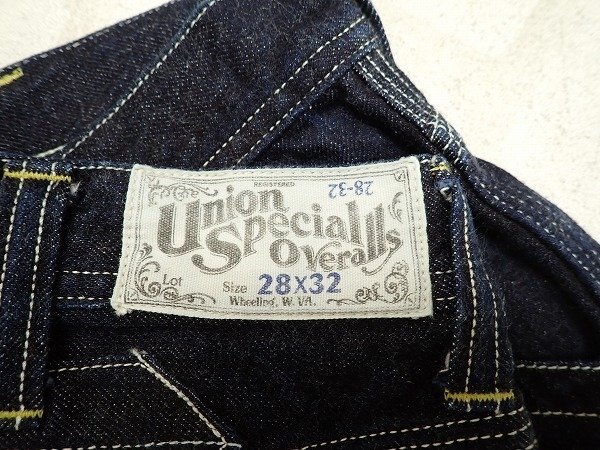 REGISTERED
28-32
Union
Special
Overalls
Lot
Size 28X32
Wheeling, W. VA.